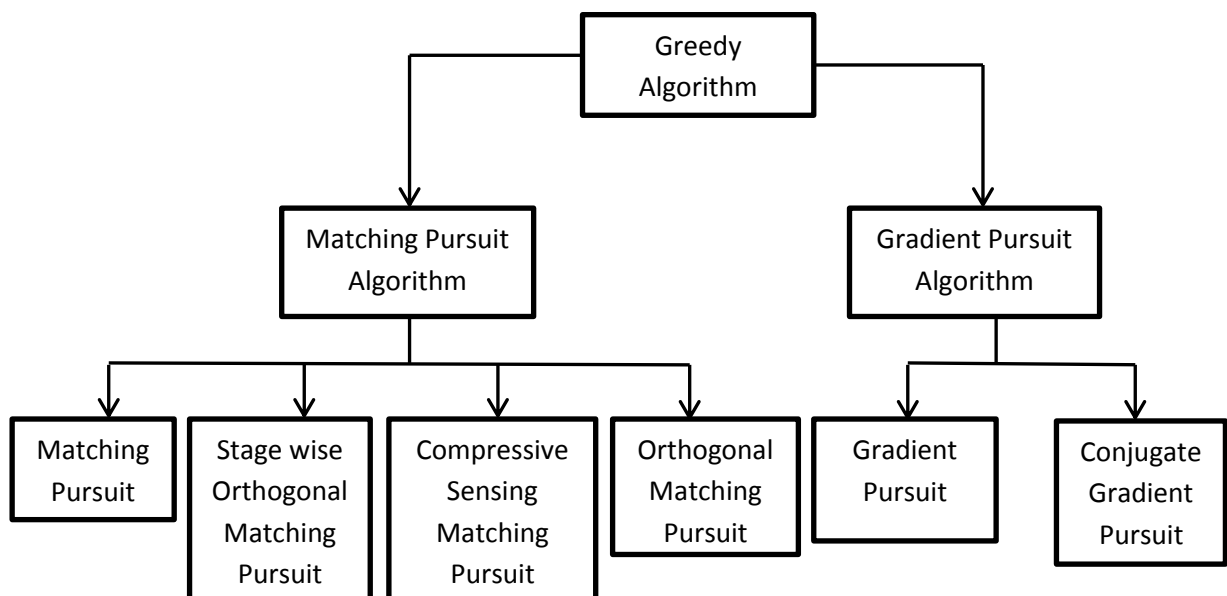 Greedy
Algorithm
Matching Pursuit
Algorithm
Gradient Pursuit
Algorithm
Matching
Pursuit
Stage wise
Orthogonal
Matching
Pursuit
Compressive
Sensing
Matching
Pursuit
Orthogonal
Matching
Pursuit
Gradient
Pursuit
Conjugate
Gradient
Pursuit